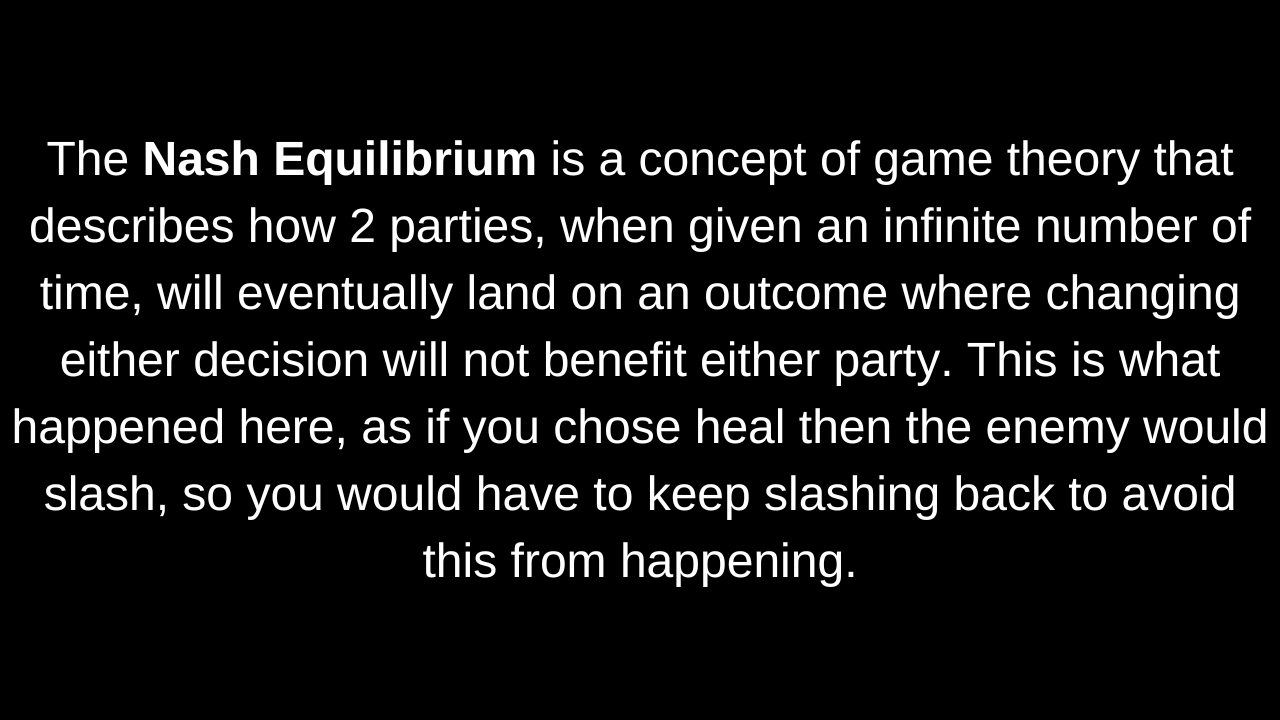 The Nash Equilibrium is a concept of game theory that
describes how 2 parties, when given an infinite number of
time, will eventually land on an outcome where changing
either decision will not benefit either party. This is what
happened here, as if you chose heal then the enemy would
slash, so you would have to keep slashing back to avoid
this from happening.